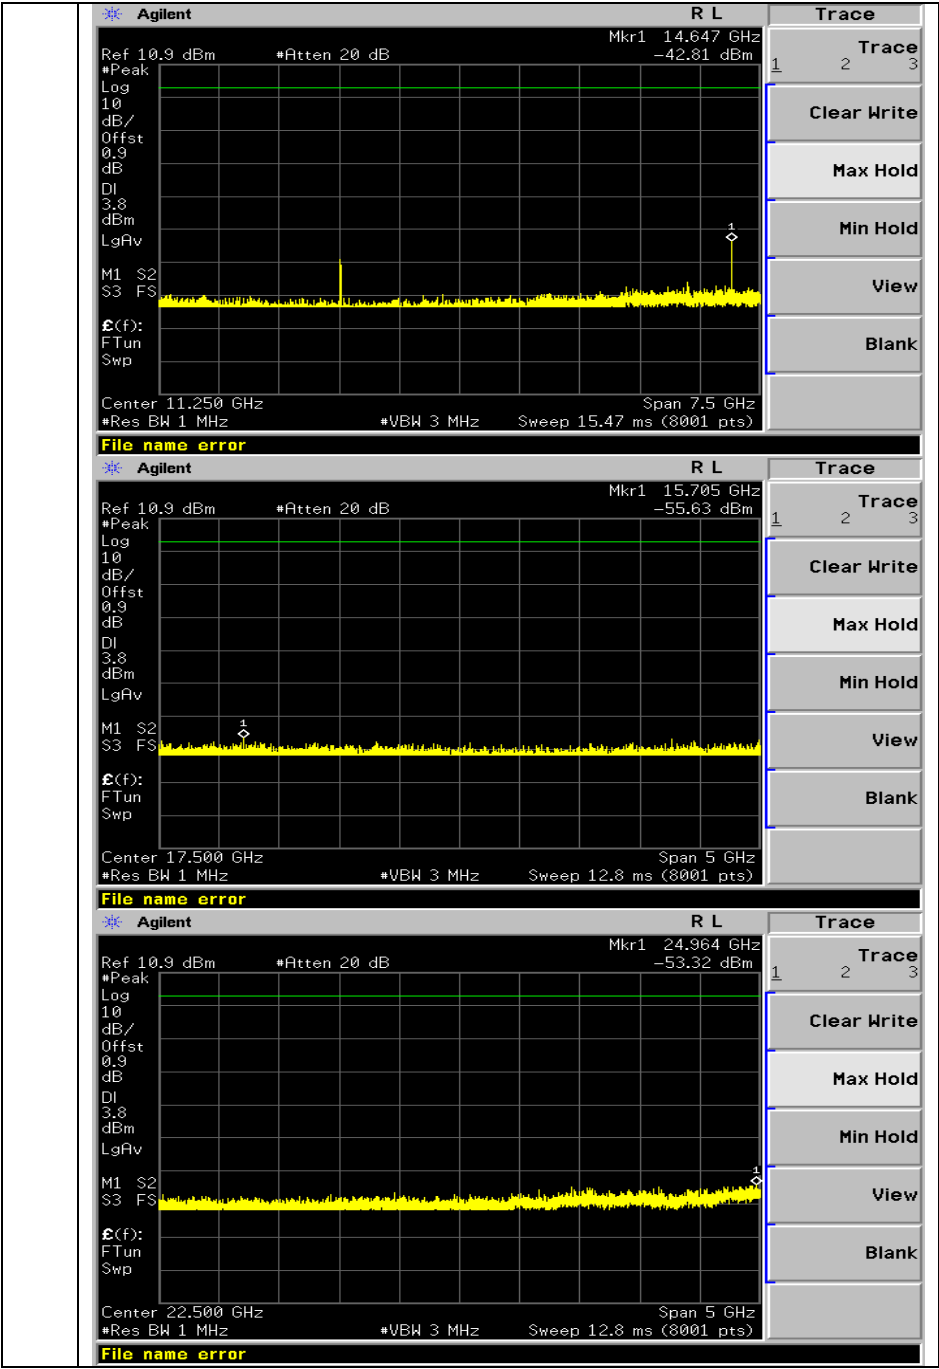 Agilent R L Trace
Mkr1 14.647 GHz
Ref 10.9 dBm #Atten 20 dB -42.81 dBm
Trace
1 2 3
#Peak
Log
10
dB/
Offst
0.9
dB
DI
3.8
dBm
LgAv
M1 S2
S3 FS
£(f):
FTun
Swp
1
Clear Write
Max Hold
Min Hold
View
Blank
Center 11.250 GHz Span 7.5 GHz
#Res BW 1 MHz #VBW 3 MHz Sweep 15.47 ms (8001 pts)
File name error
Agilent R L Trace
Mkr1 15.705 GHz
Ref 10.9 dBm #Atten 20 dB -55.63 dBm
Trace
1 2 3
#Peak
Log
10
dB/
Offst
0.9
dB
DI
3.8
dBm
LgAv
M1 S2
S3 FS
£(f):
FTun
Swp
1
Clear Write
Max Hold
Min Hold
View
Blank
Center 17.500 GHz Span 5 GHz
#Res BW 1 MHz #VBW 3 MHz Sweep 12.8 ms (8001 pts)
File name error
Agilent R L Trace
Mkr1 24.964 GHz
Ref 10.9 dBm #Atten 20 dB -53.32 dBm
Trace
1 2 3
#Peak
Log
10
dB/
Offst
0.9
dB
DI
3.8
dBm
LgAv
M1 S2
S3 FS
£(f):
FTun
Swp
1
Clear Write
Max Hold
Min Hold
View
Blank
Center 22.500 GHz Span 5 GHz
#Res BW 1 MHz #VBW 3 MHz Sweep 12.8 ms (8001 pts)
File name error